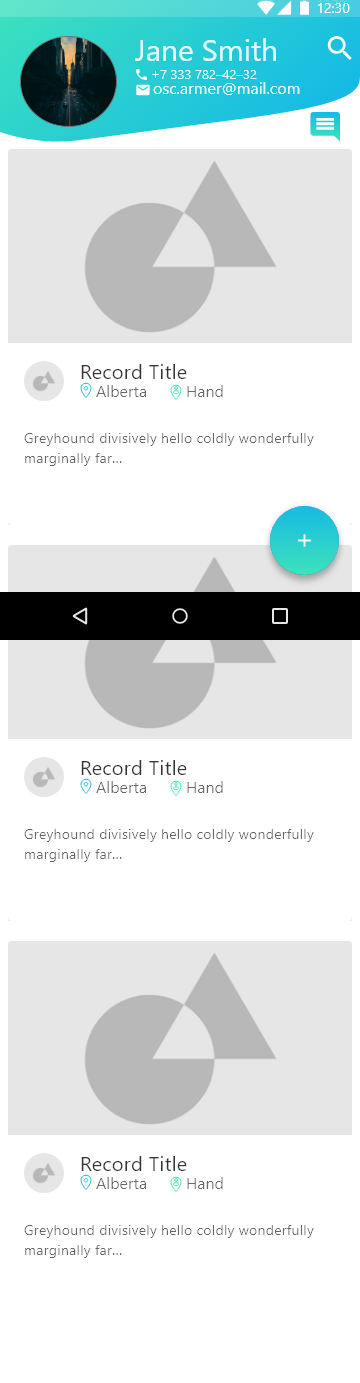 12:30
Jane Smith
+7 333 782–42–32
osc.armer@mail.com
Record Title
Alberta Hand
Greyhound divisively hello coldly wonderfully
marginally far...
Record Title
Alberta Hand
Greyhound divisively hello coldly wonderfully
marginally far...
Record Title
Alberta Hand
Greyhound divisively hello coldly wonderfully
marginally far...